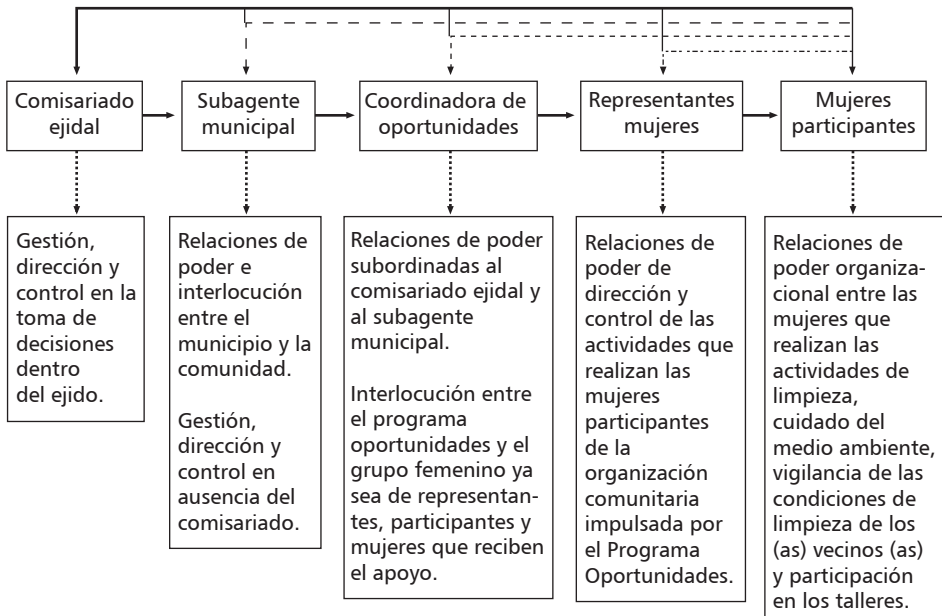 Comisariado
ejidal
Subagente
municipal
Coordinadora de
oportunidades
Representantes
mujeres
Mujeres
participantes
Gestión,
dirección y
control en la
toma de
decisiones
dentro
del ejido.
Relaciones de
poder e
interlocución
entre el
municipio y la
comunidad.
Gestión,
dirección y
control en
ausencia del
comisariado.
Relaciones de poder
subordinadas al
comisariado ejidal y
al subagente
municipal.
Interlocución entre
el programa
oportunidades y el
grupo femenino ya
sea de representan-
tes, participantes y
mujeres que reciben
el apoyo.
Relaciones de
poder de
dirección y
control de las
actividades que
realizan las
mujeres
participantes
de la
organización
comunitaria
impulsada por
el Programa
Oportunidades.
Relaciones de
poder organiza-
cional entre las
mujeres que
realizan las
actividades de
limpieza,
cuidado del
medio ambiente,
vigilancia de las
condiciones de
limpieza de los
(as) vecinos (as)
y participación
en los talleres.